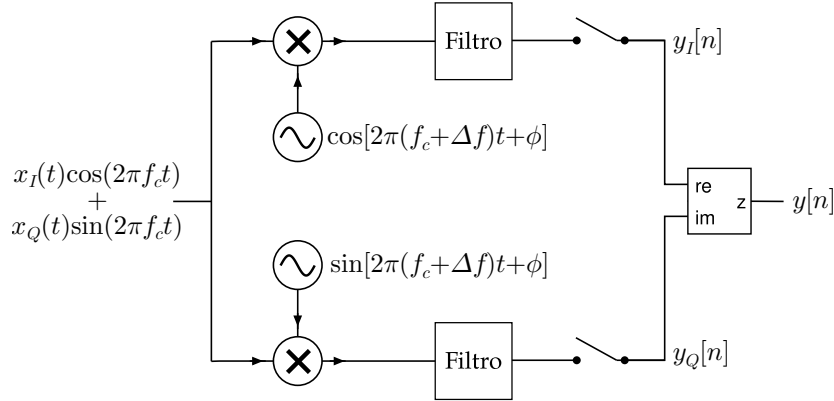 Filtro
y_I[n]
cos[2π(f_c+Δf)t+ϕ]
x_I(t)cos(2πf_ct)
+
x_Q(t)sin(2πf_ct)
re
im
z
y[n]
sin[2π(f_c+Δf)t+ϕ]
Filtro
y_Q[n]